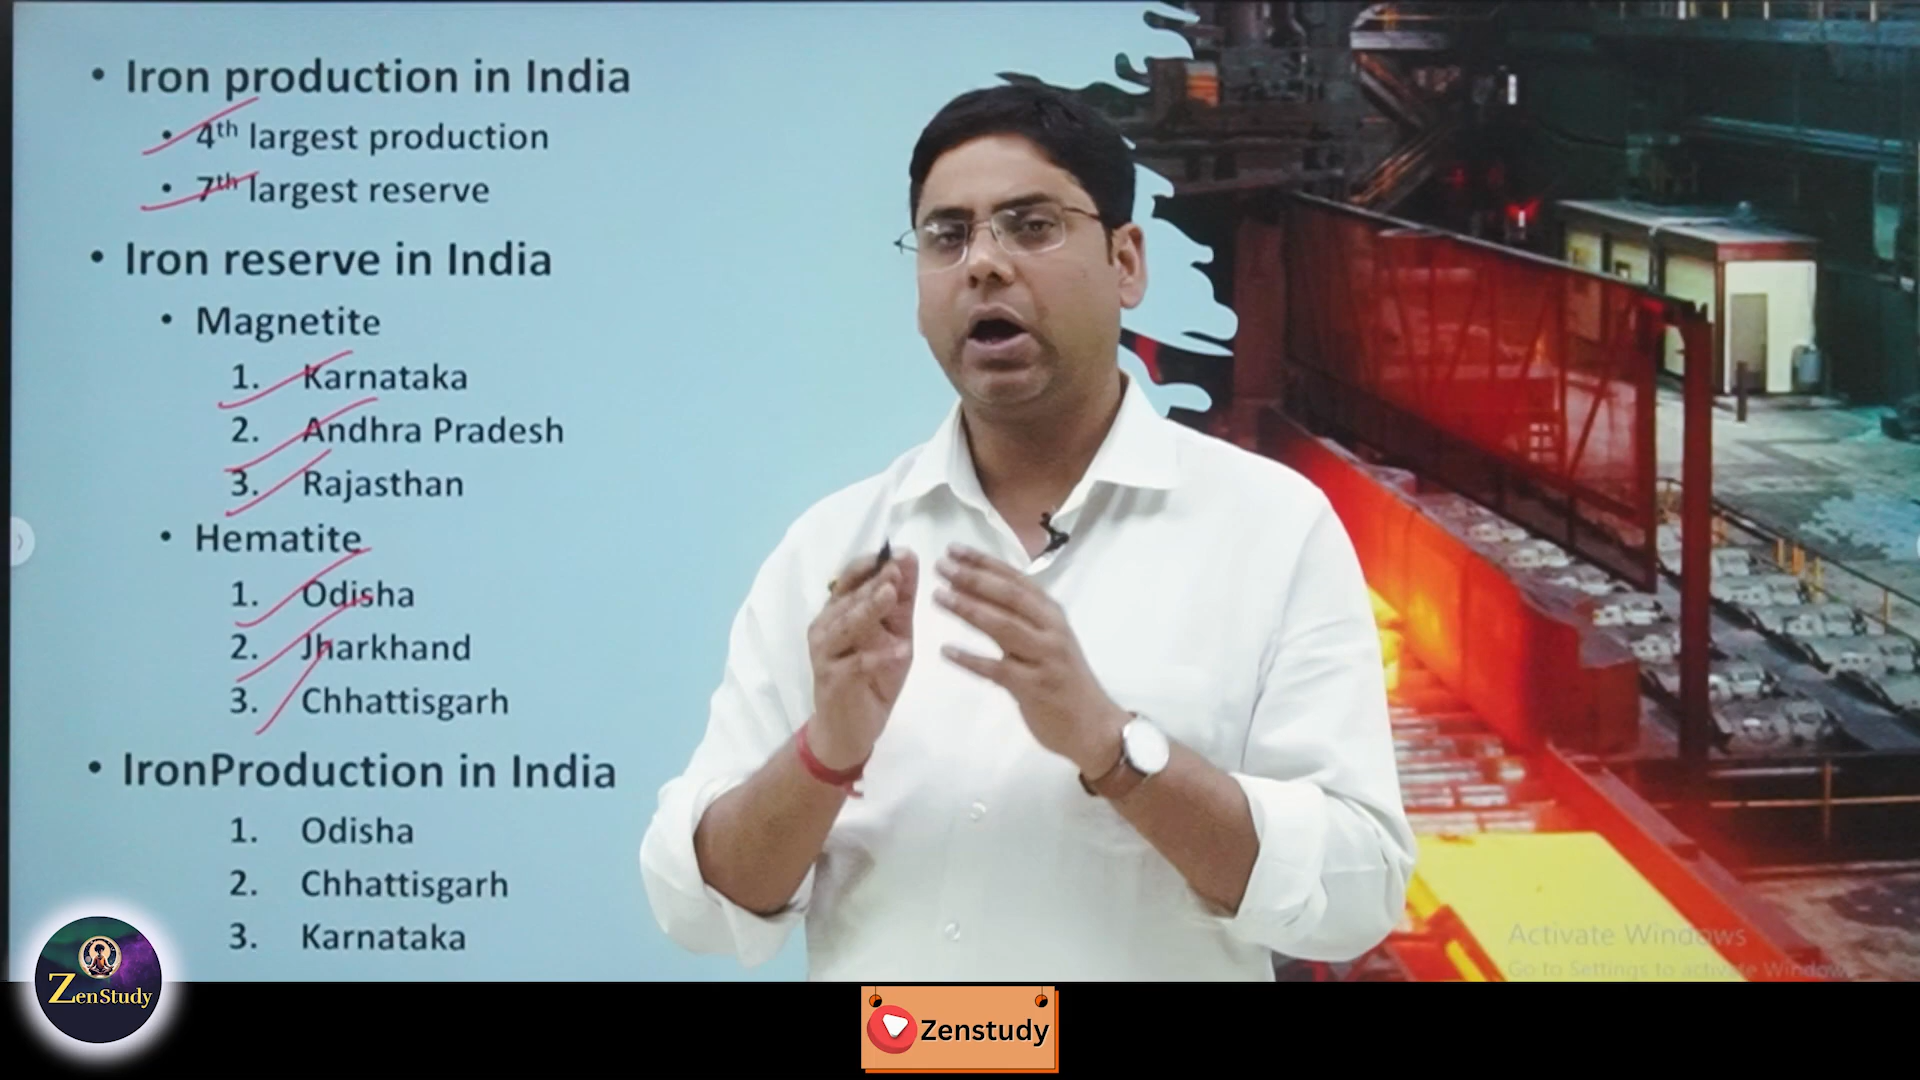 • Iron production in India
• 4th largest production
• 7th largest reserve
• Iron reserve in India
• Magnetite
1. Karnataka
2. Andhra Pradesh
3. Rajasthan
• Hematite
1. Odisha
2. Jharkhand
3. Chhattisgarh
• IronProduction in India
1. Odisha
2. Chhattisgarh
3. Karnataka
Activate Windows
Go to Settings to activate Windows
ZenStudy
Zenstudy